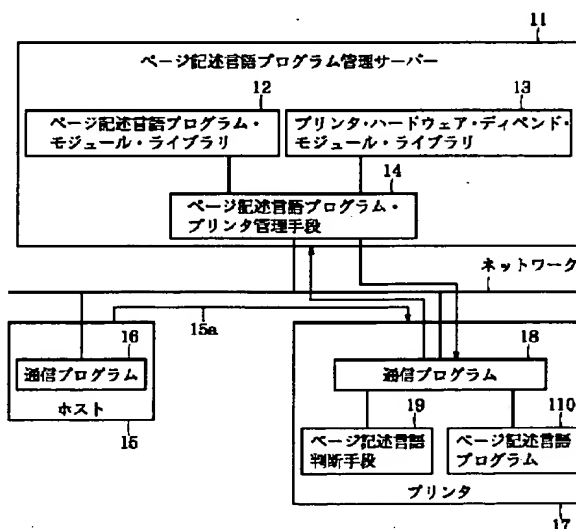 11
ページ記述言語プログラム管理サーバー
12
13
ページ記述言語プログラム・
モジュール・ライブラリ
プリンタ・ハードウェア・ディペンド・
モジュール・ライブラリ
14
ページ記述言語プログラム・
プリンタ管理手段
ネットワーク
16
通信プログラム
ホスト
15
15a
18
通信プログラム
19
110
ページ記述言語
判断手段
ページ記述言語
プログラム
プリンタ
17